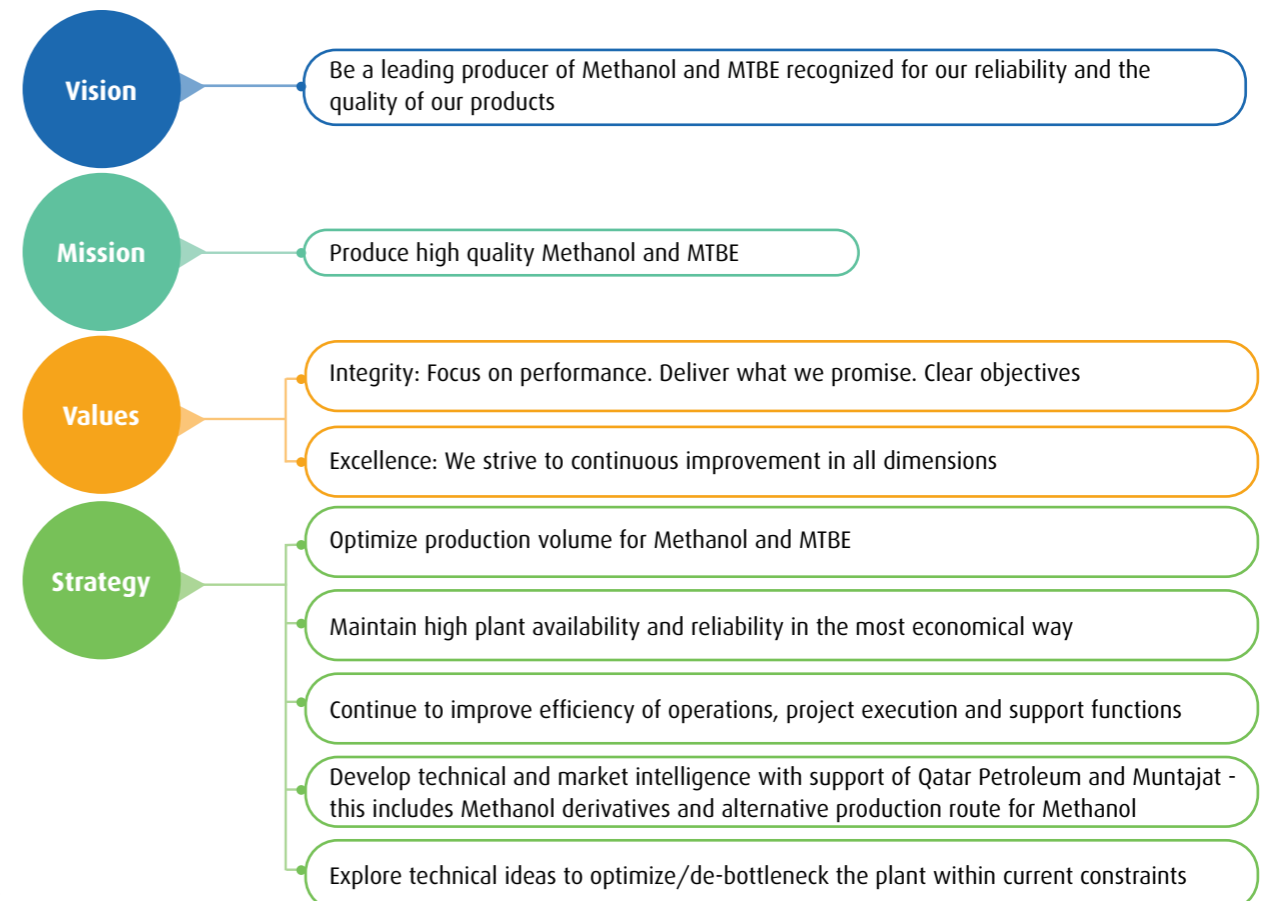 Vision
Be a leading producer of Methanol and MTBE recognized for our reliability and the
quality of our products
Mission
Produce high quality Methanol and MTBE
Values
Integrity: Focus on performance. Deliver what we promise. Clear objectives
Excellence: We strive to continuous improvement in all dimensions
Strategy
Optimize production volume for Methanol and MTBE
Maintain high plant availability and reliability in the most economical way
Continue to improve efficiency of operations, project execution and support functions
Develop technical and market intelligence with support of Qatar Petroleum and Muntajat -
this includes Methanol derivatives and alternative production route for Methanol
Explore technical ideas to optimize/de-bottleneck the plant within current constraints